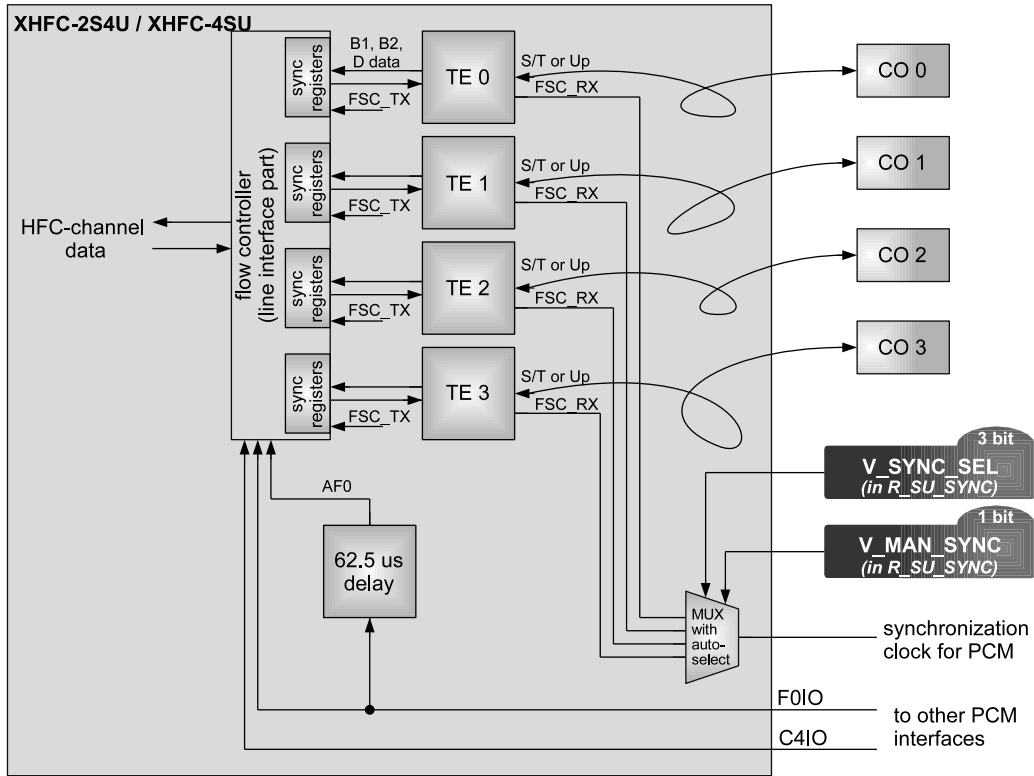 XHFC-2S4U / XHFC-4SU
sync
registers
B1, B2,
D data
FSC_TX
TE 0
S/T or Up
FSC_RX
CO 0
sync
registers
FSC_TX
TE 1
S/T or Up
FSC_RX
CO 1
HFC-channel
data
flow controller
(line interface part)
sync
registers
FSC_TX
TE 2
S/T or Up
FSC_RX
CO 2
sync
registers
FSC_TX
TE 3
S/T or Up
FSC_RX
CO 3
3 bit
V_SYNC_SEL
(in R_SU_SYNC)
1 bit
V_MAN_SYNC
(in R_SU_SYNC)
AF0
62.5 us
delay
MUX
with
auto-
select
synchronization
clock for PCM
F0IO
C4IO
to other PCM
interfaces